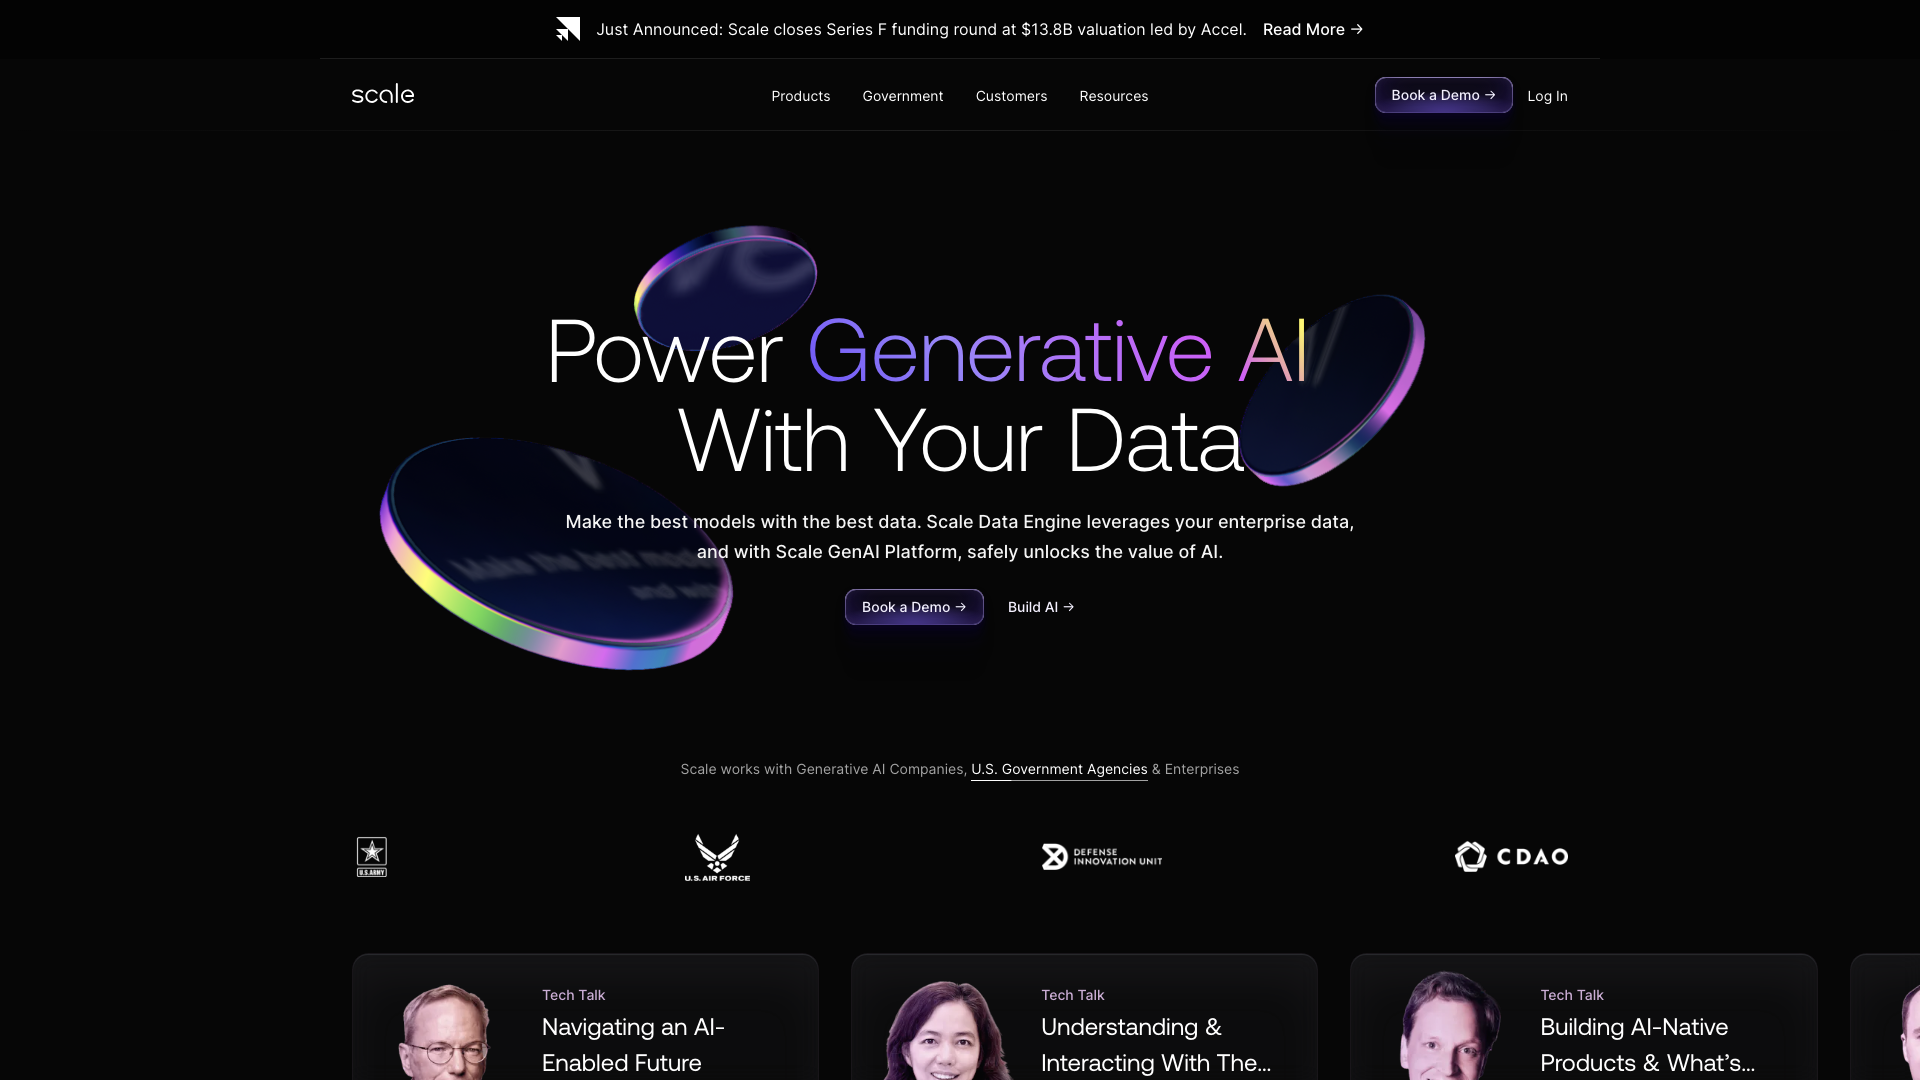 Just Announced: Scale closes Series F funding round at $13.8B valuation led by Accel. Read More →
scale
Products Government Customers Resources
Book a Demo → Log In
Power Generative AI
With Your Data
Make the best models with the best data. Scale Data Engine leverages your enterprise data,
and with Scale GenAI Platform, safely unlocks the value of AI.
Book a Demo → Build AI →
Scale works with Generative AI Companies, U.S. Government Agencies & Enterprises
U.S. ARMY
U.S. AIR FORCE
DEFENSE
INNOVATION UNIT
CDAO
Tech Talk
Navigating an AI-
Enabled Future
Tech Talk
Understanding &
Interacting With The...
Tech Talk
Building AI-Native
Products & What’s...